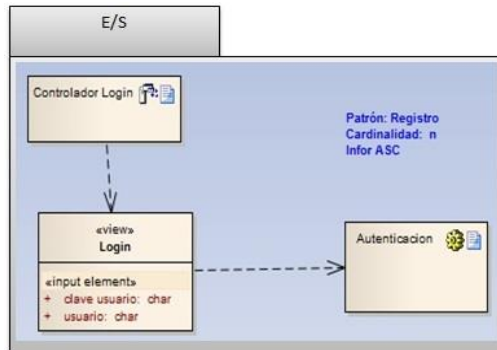 E/S
Controlador Login
Patrón: Registro
Cardinalidad: n
Infor ASC
«view»
Login
«input element»
+ clave usuario: char
+ usuario: char
Autenticacion